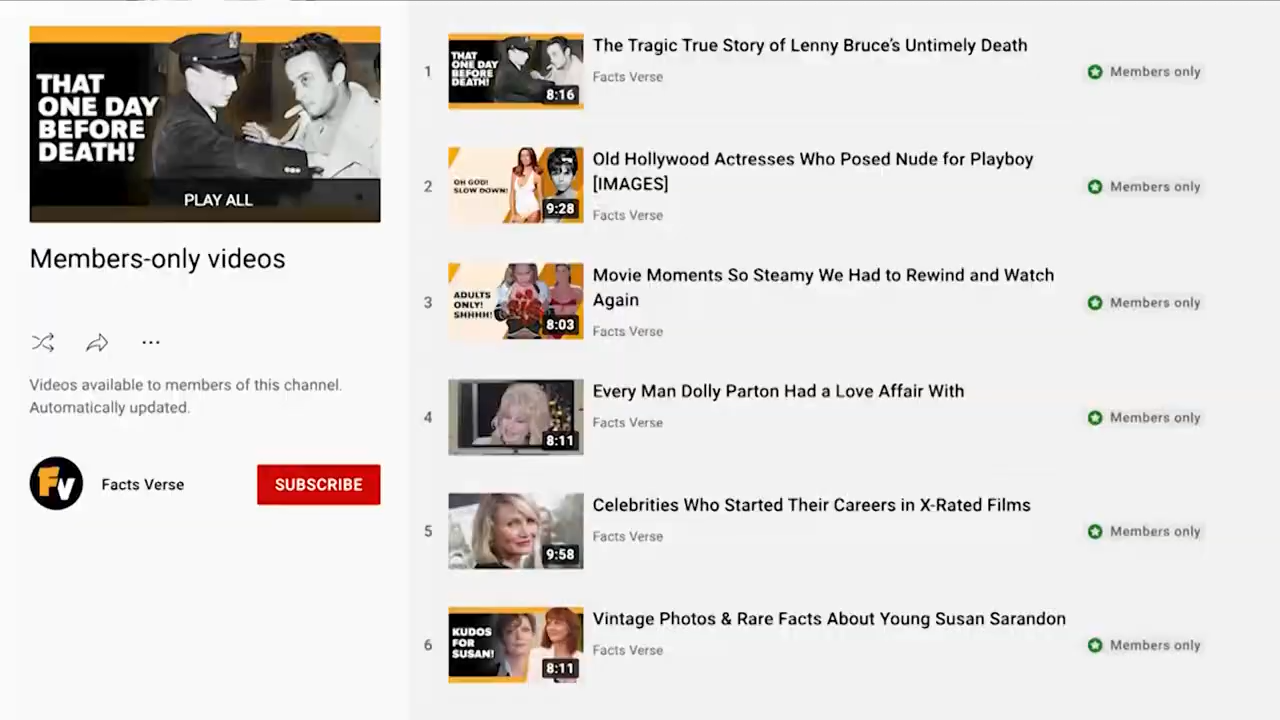 THAT
ONE DAY
BEFORE
DEATH!
PLAY ALL
Members-only videos
Videos available to members of this channel.
Automatically updated.
FV
Facts Verse
SUBSCRIBE
1
THAT
ONE DAY
BEFORE
DEATH!
8:16
The Tragic True Story of Lenny Bruce’s Untimely Death
Facts Verse
Members only
2
OH GOD!
SLOW DOWN!
9:28
Old Hollywood Actresses Who Posed Nude for Playboy
[IMAGES]
Facts Verse
Members only
3
ADULTS
ONLY!
SHHHH!
8:03
Movie Moments So Steamy We Had to Rewind and Watch
Again
Facts Verse
Members only
4
8:11
Every Man Dolly Parton Had a Love Affair With
Facts Verse
Members only
5
9:58
Celebrities Who Started Their Careers in X-Rated Films
Facts Verse
Members only
6
KUDOS
FOR
SUSAN!
8:11
Vintage Photos & Rare Facts About Young Susan Sarandon
Facts Verse
Members only